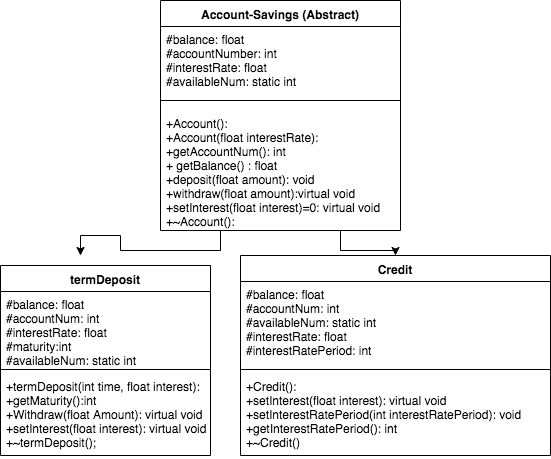 Account-Savings (Abstract)
#balance: float
#accountNumber: int
#interestRate: float
#availableNum: static int
+Account():
+Account(float interestRate):
+getAccountNum(): int
+ getBalance() : float
+deposit(float amount): void
+withdraw(float amount):virtual void
+setInterest(float interest)=0: virtual void
+~Account():
termDeposit
#balance: float
#accountNum: int
#interestRate: float
#maturity:int
#availableNum: static int
+termDeposit(int time, float interest):
+getMaturity():int
+Withdraw(float Amount): virtual void
+setInterest(float interest): virtual void
+~termDeposit();
Credit
#balance: float
#accountNum: int
#availableNum: static int
#interestRate: float
#interestRatePeriod: int
+Credit():
+setInterest(float interest): virtual void
+setInterestRatePeriod(int interestRatePeriod): void
+getInterestRatePeriod(): int
+~Credit()